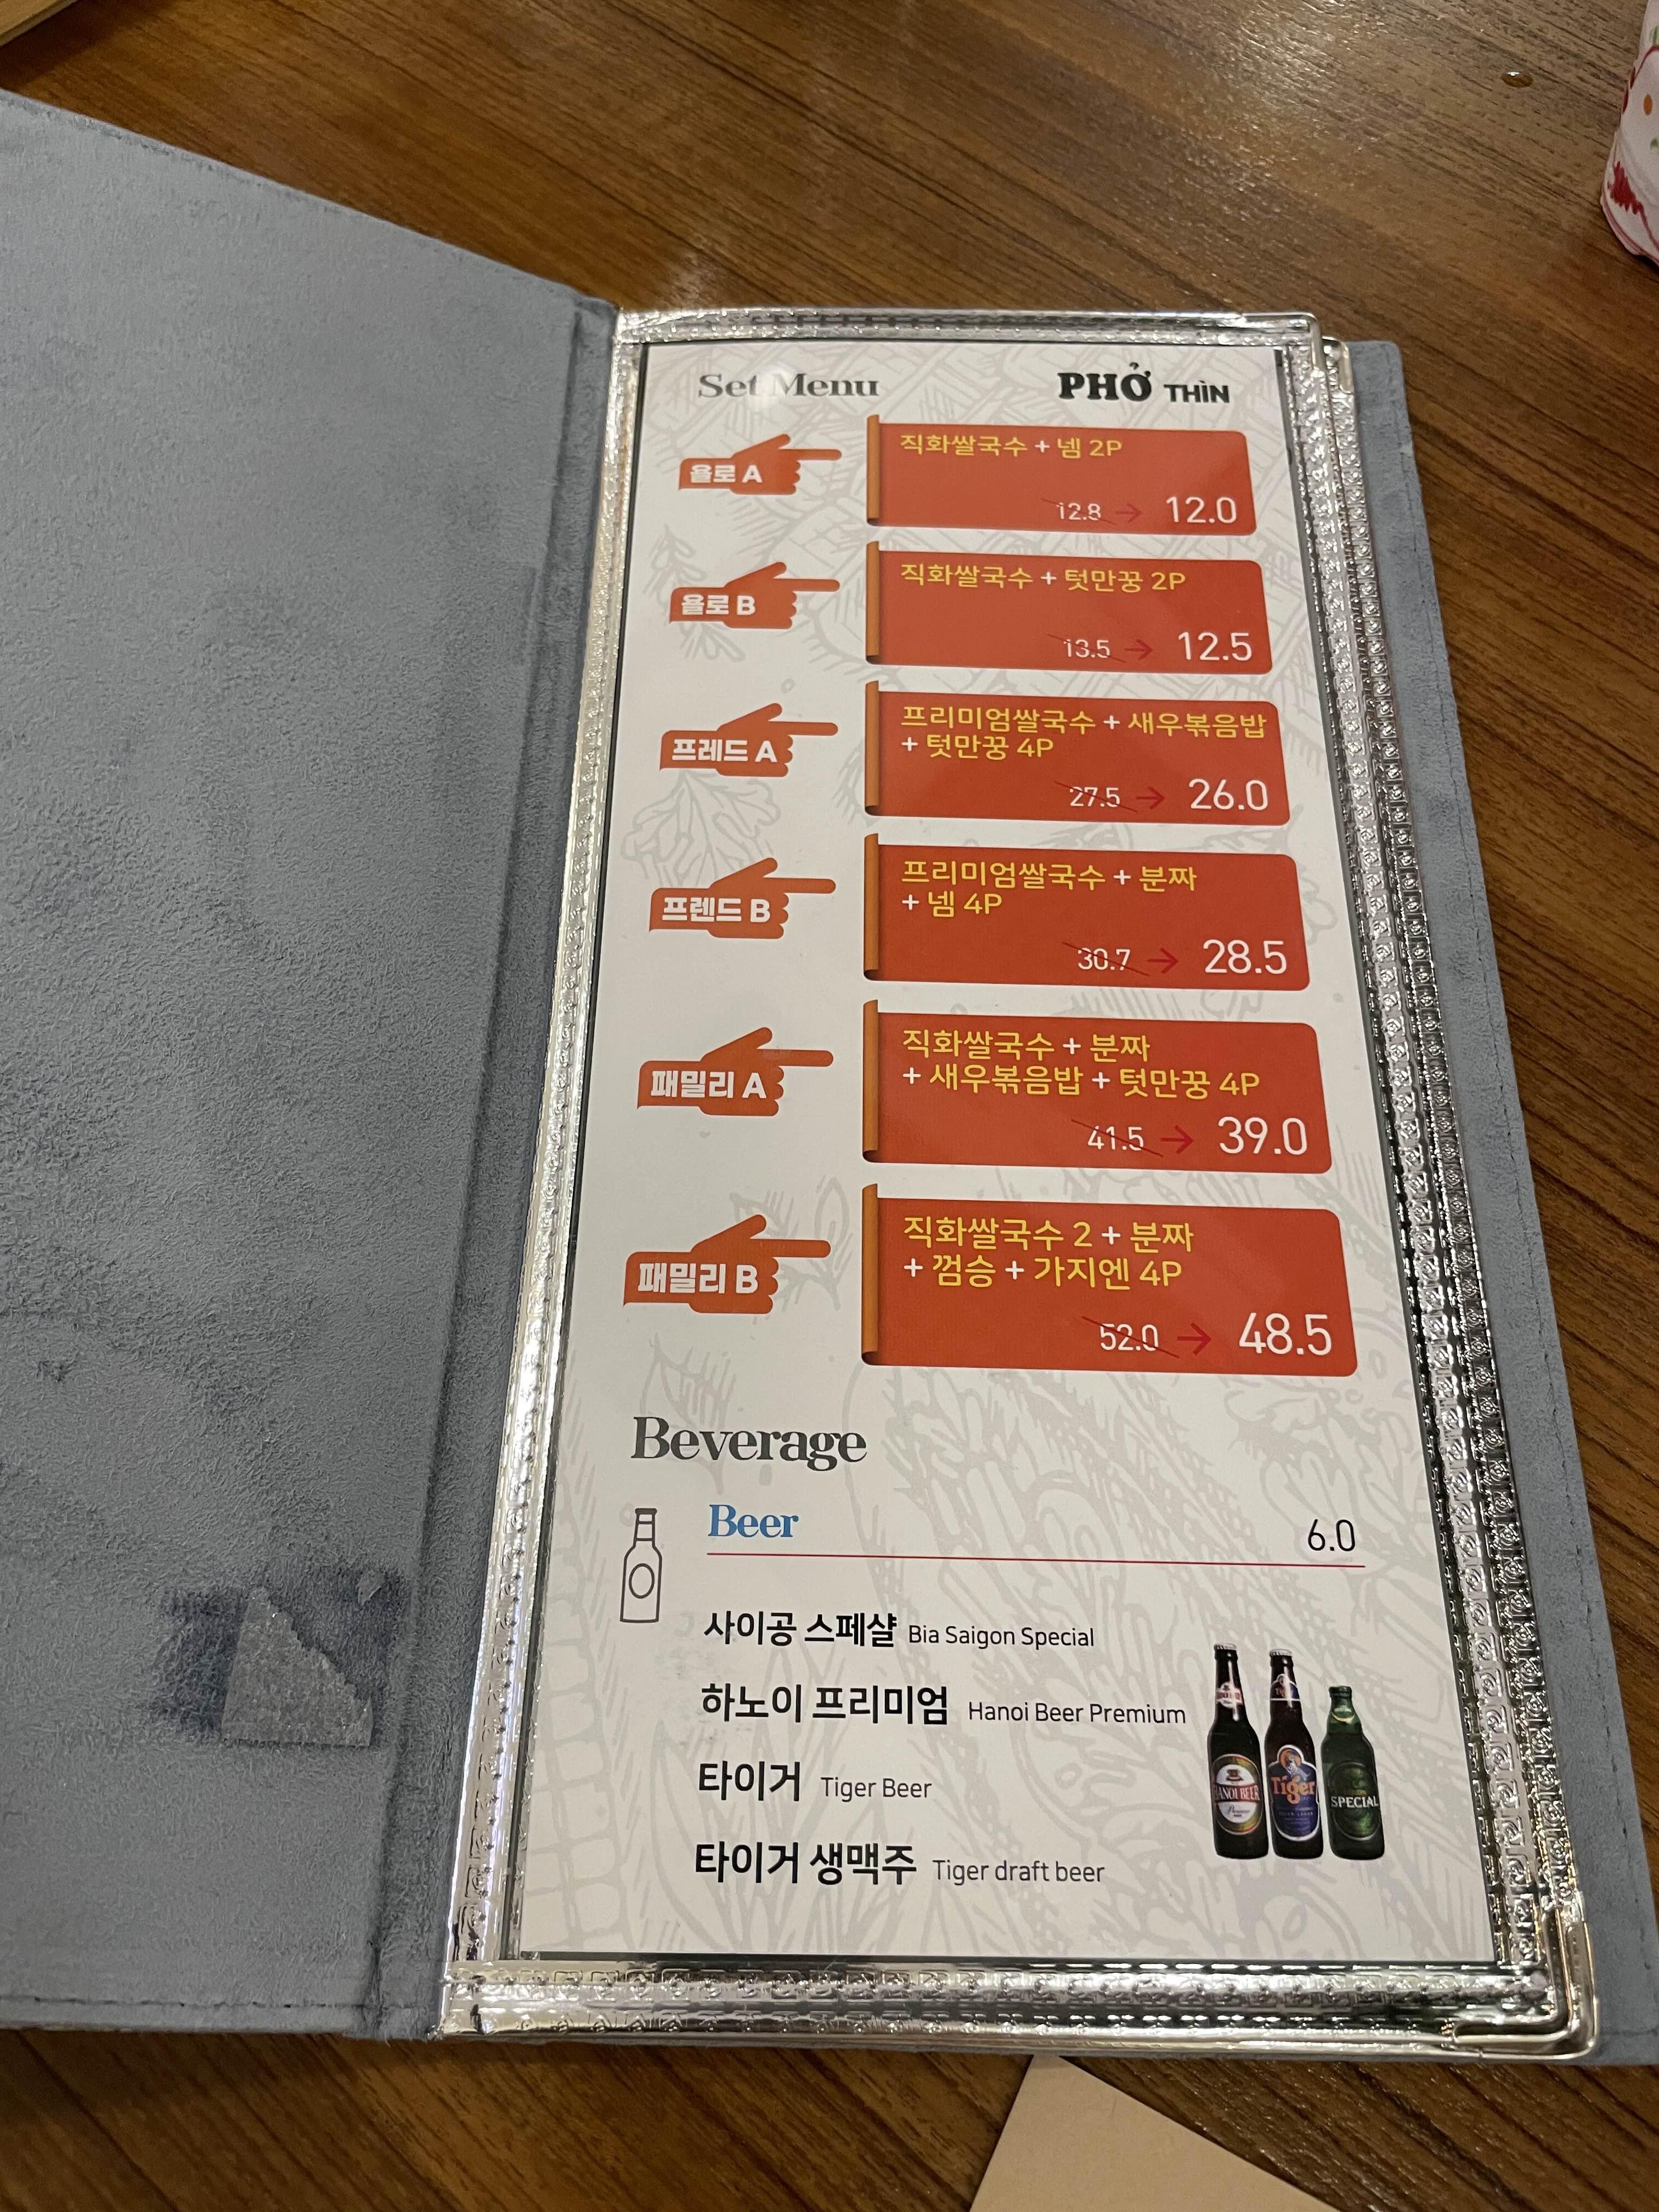 Set Menu
PHỞ THÌN
욜로 A
직화쌀국수 + 넴 2P
12.8 → 12.0
욜로 B
직화쌀국수 + 텃만꿍 2P
13.5 → 12.5
프레드 A
프리미엄쌀국수 + 새우볶음밥
+ 텃만꿍 4P
27.5 → 26.0
프렌드 B
프리미엄쌀국수 + 분짜
+ 넴 4P
30.7 → 28.5
패밀리 A
직화쌀국수 + 분짜
+ 새우볶음밥 + 텃만꿍 4P
41.5 → 39.0
패밀리 B
직화쌀국수 2 + 분짜
+ 껌승 + 가지엔 4P
52.0 → 48.5
Beverage
Beer 6.0
사이공 스페샬 Bia Saigon Special
하노이 프리미엄 Hanoi Beer Premium
타이거 Tiger Beer
타이거 생맥주 Tiger draft beer
HANOI BEER
Tiger
SPECIAL